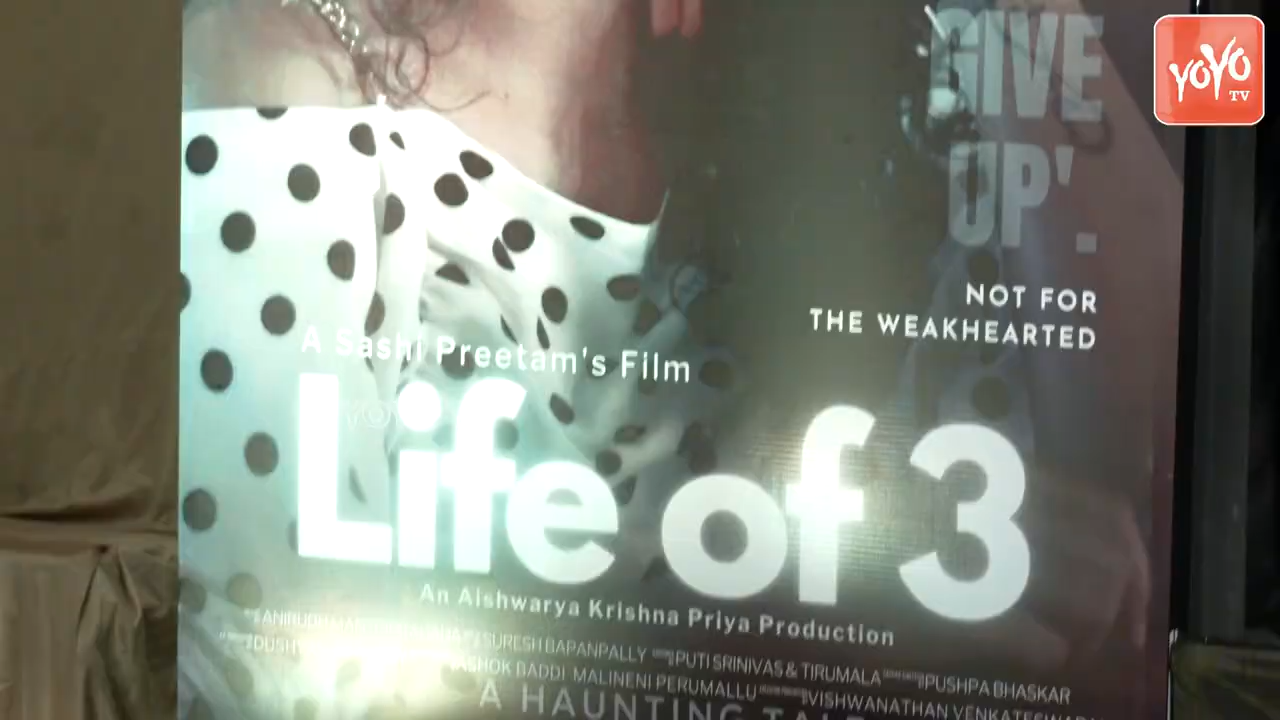 GIVE
UP'.
YOYO
TV
NOT FOR
THE WEAKHEARTED
A Sashi Preetam's Film
Life of 3
An Aishwarya Krishna Priya Production
SURESH BAPANPALLY PUTI SRINIVAS & TIRUMALA PUSHPA BHASKAR
ASHOK DADDI MALINENI PERUMALLU VISHWANATHAN
A HAUNTING